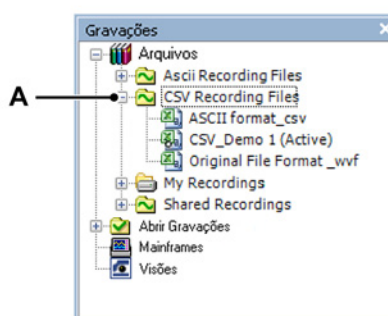 Gravações
Arquivos
Ascii Recording Files
A
CSV Recording Files
ASCII format_csv
CSV_Demo 1 (Active)
Original File Format _wvf
My Recordings
Shared Recordings
Abrir Gravações
Mainframes
Visões